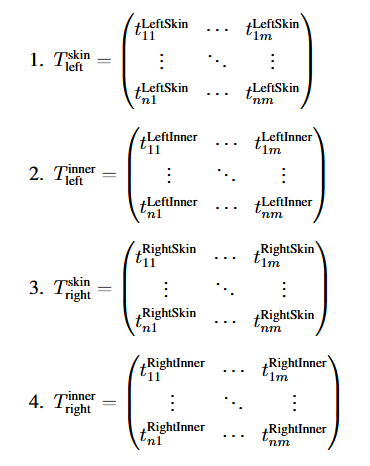 1. $T_{\text{left}}^{\text{skin}} = \begin{pmatrix} t_{11}^{\text{LeftSkin}} & \cdots & t_{1m}^{\text{LeftSkin}} \\ \vdots & \ddots & \vdots \\ t_{n1}^{\text{LeftSkin}} & \cdots & t_{nm}^{\text{LeftSkin}} \end{pmatrix}$
2. $T_{\text{left}}^{\text{inner}} = \begin{pmatrix} t_{11}^{\text{LeftInner}} & \cdots & t_{1m}^{\text{LeftInner}} \\ \vdots & \ddots & \vdots \\ t_{n1}^{\text{LeftInner}} & \cdots & t_{nm}^{\text{LeftInner}} \end{pmatrix}$
3. $T_{\text{right}}^{\text{skin}} = \begin{pmatrix} t_{11}^{\text{RightSkin}} & \cdots & t_{1m}^{\text{RightSkin}} \\ \vdots & \ddots & \vdots \\ t_{n1}^{\text{RightSkin}} & \cdots & t_{nm}^{\text{RightSkin}} \end{pmatrix}$
4. $T_{\text{right}}^{\text{inner}} = \begin{pmatrix} t_{11}^{\text{RightInner}} & \cdots & t_{1m}^{\text{RightInner}} \\ \vdots & \ddots & \vdots \\ t_{n1}^{\text{RightInner}} & \cdots & t_{nm}^{\text{RightInner}} \end{pmatrix}$